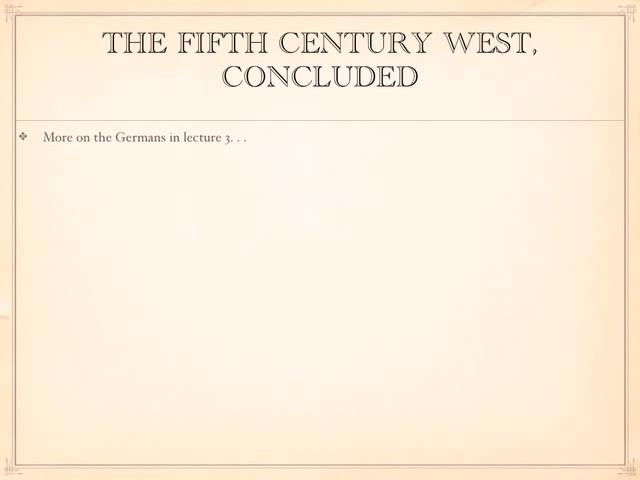 THE FIFTH CENTURY WEST,
CONCLUDED
More on the Germans in lecture 3. . .